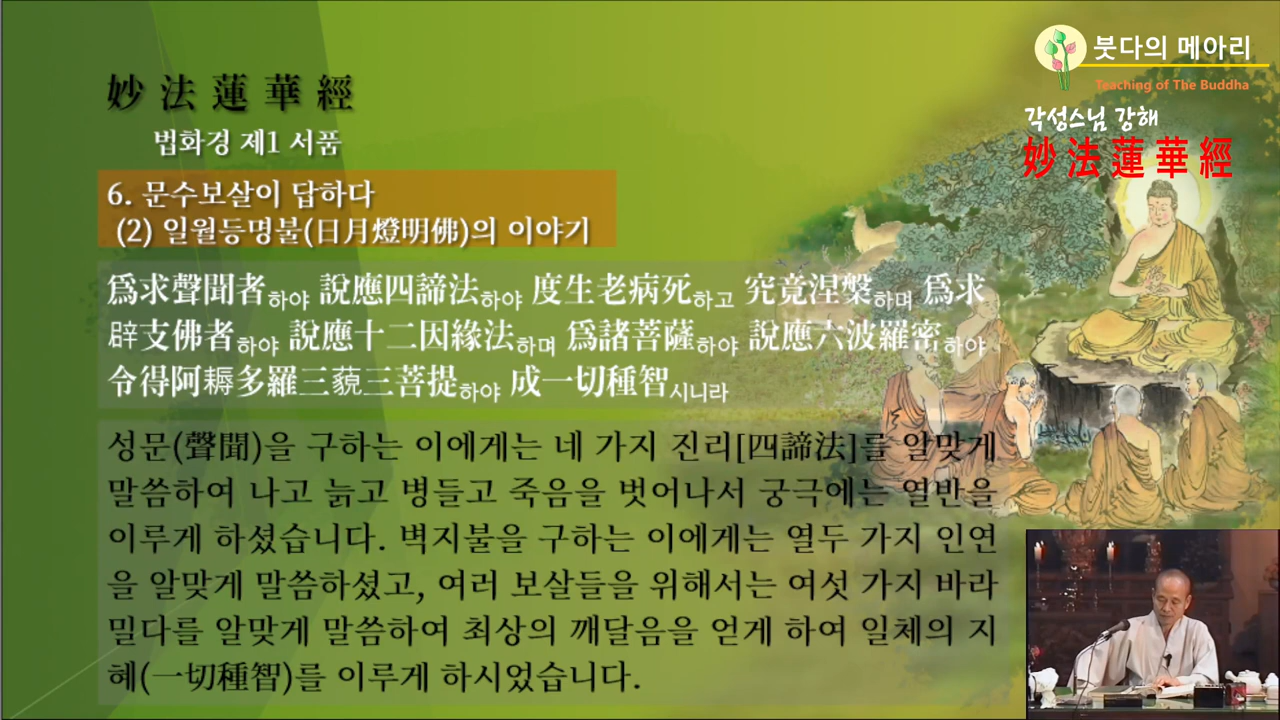 妙法蓮華經
법화경 제1 서품
6. 문수보살이 답하다
(2) 일월등명불(日月燈明佛)의 이야기
爲求聲聞者하야 說應四諦法하야 度生老病死하고 究竟涅槃하며 爲求
辟支佛者하야 說應十二因緣法하며 爲諸菩薩하야 說應六波羅密하야
令得阿耨多羅三藐三菩提하야 成一切種智시니라
성문(聲聞)을 구하는 이에게는 네 가지 진리[四諦法]를 알맞게
말씀하여 나고 늙고 병들고 죽음을 벗어나서 궁극에는 열반을
이루게 하셨습니다. 벽지불을 구하는 이에게는 열두 가지 인연
을 알맞게 말씀하셨고, 여러 보살들을 위해서는 여섯 가지 바라
밀다를 알맞게 말씀하여 최상의 깨달음을 얻게 하여 일체의 지
혜(一切種智)를 이루게 하시었습니다.
붓다의 메아리
Teaching of The Buddha
각성스님 강해
妙法蓮華經